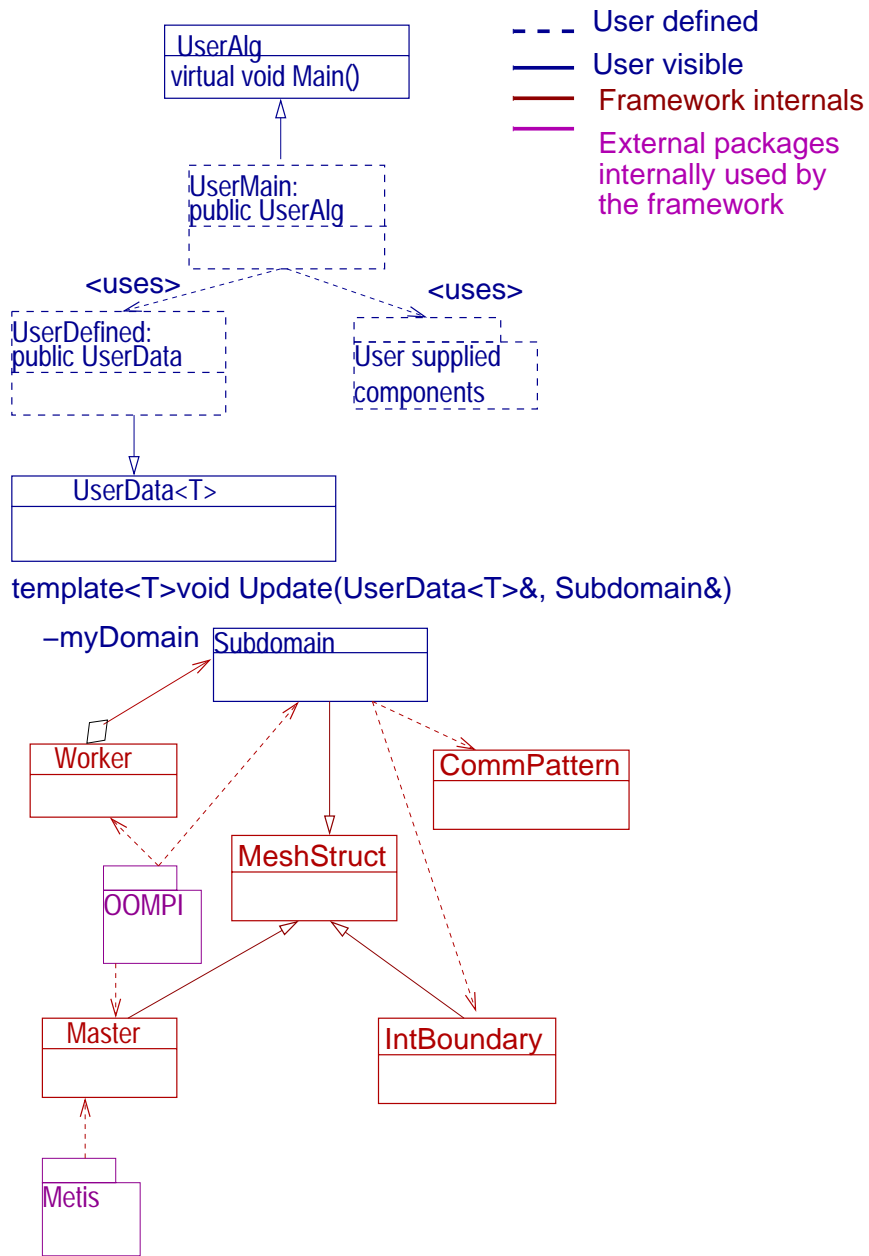 User defined
UserAlg
virtual void Main()
User visible
Framework internals
External packages
internally used by
the framework
UserMain:
public UserAlg
<uses>
<uses>
UserDefined:
public UserData
User supplied
components
UserData<T>
template<T>void Update(UserData<T>&, Subdomain&)
–myDomain
Subdomain
Worker
CommPattern
MeshStruct
OOMPI
Master
IntBoundary
Metis